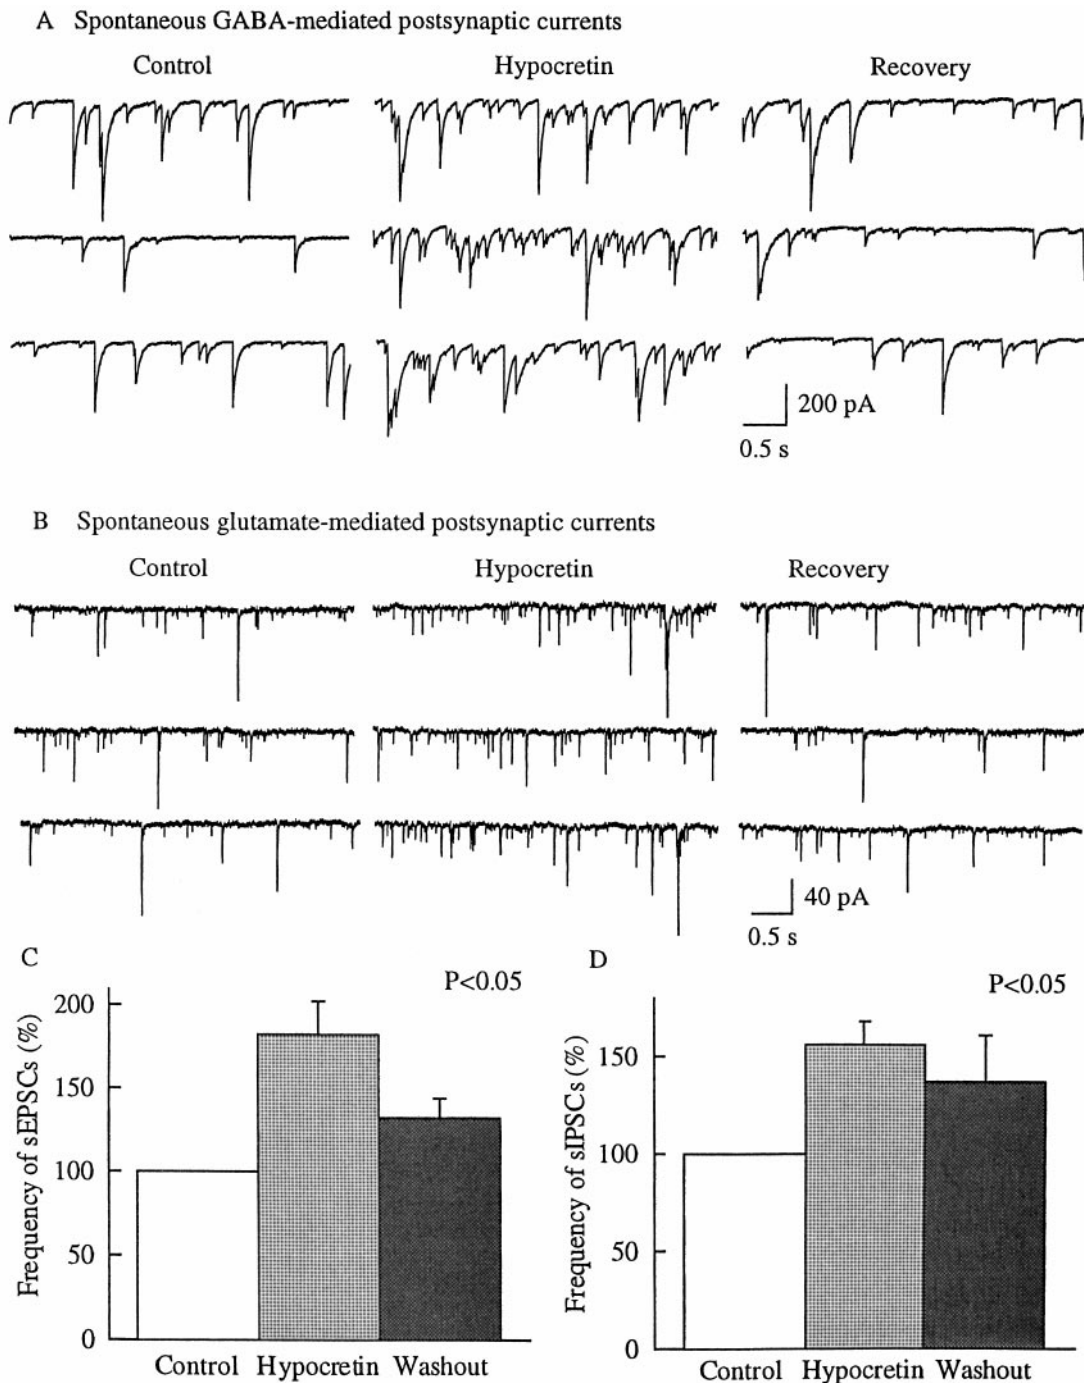 A Spontaneous GABA-mediated postsynaptic currents
Control Hypocretin Recovery
200 pA
0.5 s
B Spontaneous glutamate-mediated postsynaptic currents
Control Hypocretin Recovery
40 pA
0.5 s
C
P<0.05
Frequency of sEPSCs (%)
200
150
100
50
0
Control Hypocretin Washout
D
P<0.05
Frequency of sIPSCs (%)
150
100
50
0
Control Hypocretin Washout